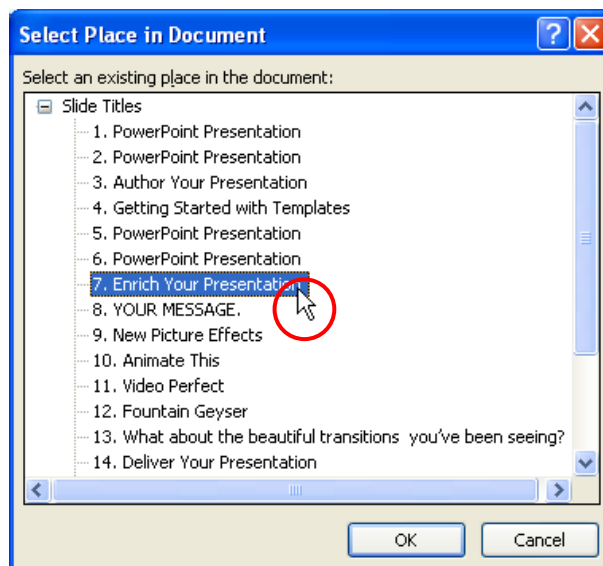 Select Place in Document
Select an existing place in the document:
Slide Titles
1. PowerPoint Presentation
2. PowerPoint Presentation
3. Author Your Presentation
4. Getting Started with Templates
5. PowerPoint Presentation
6. PowerPoint Presentation
7. Enrich Your Presentation
8. YOUR MESSAGE.
9. New Picture Effects
10. Animate This
11. Video Perfect
12. Fountain Geyser
13. What about the beautiful transitions  you've been seeing?
14. Deliver Your Presentation
OK Cancel